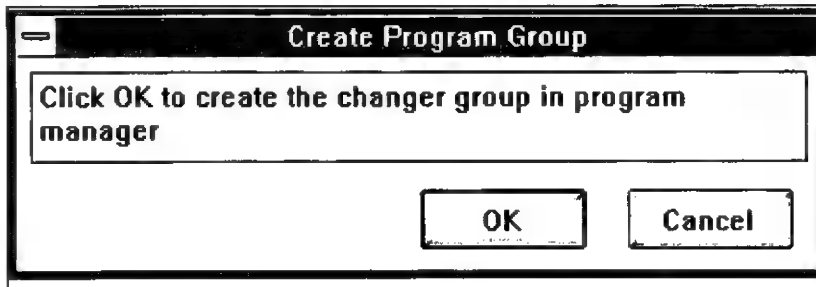 Create Program Group
Click OK to create the changer group in program
manager
OK Cancel